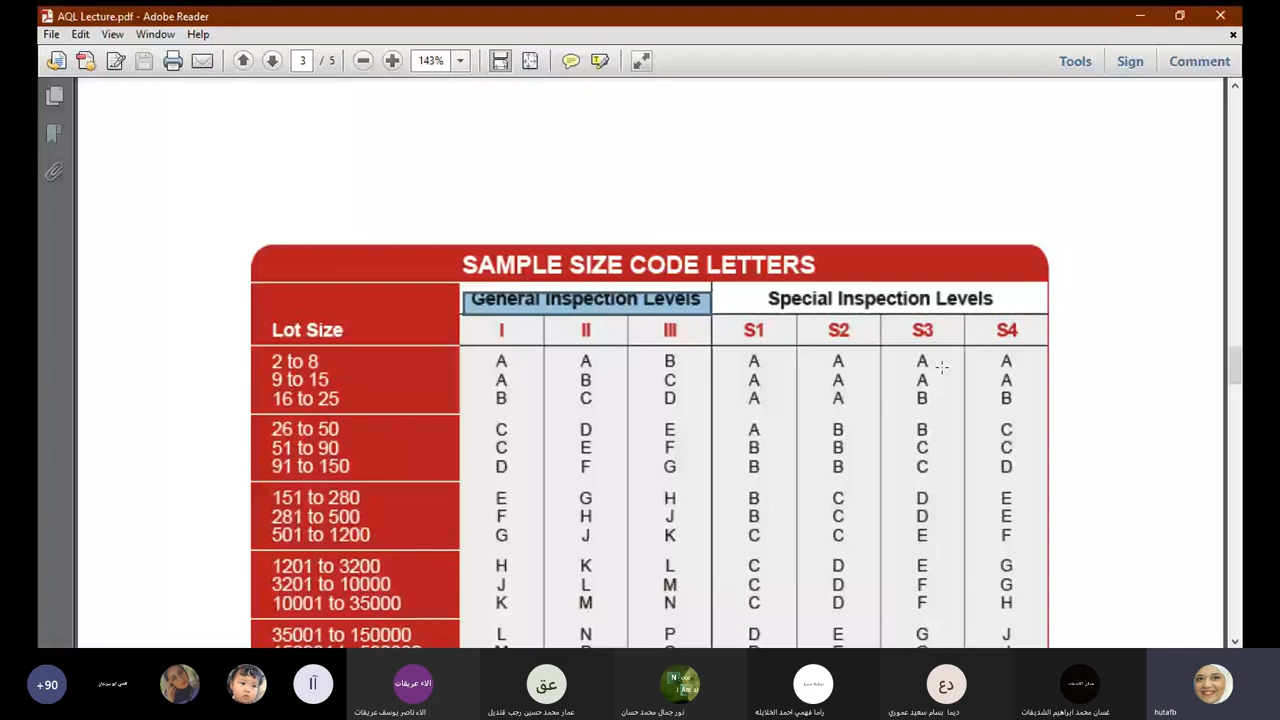 AQL Lecture.pdf - Adobe Reader
File Edit View Window Help
3 / 5 143% Tools Sign Comment
SAMPLE SIZE CODE LETTERS
General Inspection Levels Special Inspection Levels
Lot Size I II III S1 S2 S3 S4
2 to 8 A A B A A A A
9 to 15 A B C A A A A
16 to 25 B C D A A B B
26 to 50 C D E A B B C
51 to 90 C E F B B C C
91 to 150 D F G B B C D
151 to 280 E G H B C D E
281 to 500 F H J B C D E
501 to 1200 G J K C C E F
1201 to 3200 H K L C D E G
3201 to 10000 J L M C D F G
10001 to 35000 K M N C D F H
35001 to 150000 L N P D E G J
+90 آآ الاء عريقات عق دع
الاء ناصر يوسف عريقات عمار محمد حسين رجب قنديل نور جمال محمد حسان راما فهمي احمد الخلايله ديما بسام سعيد عموري غسان محمد ابراهيم الشديفات hutafb